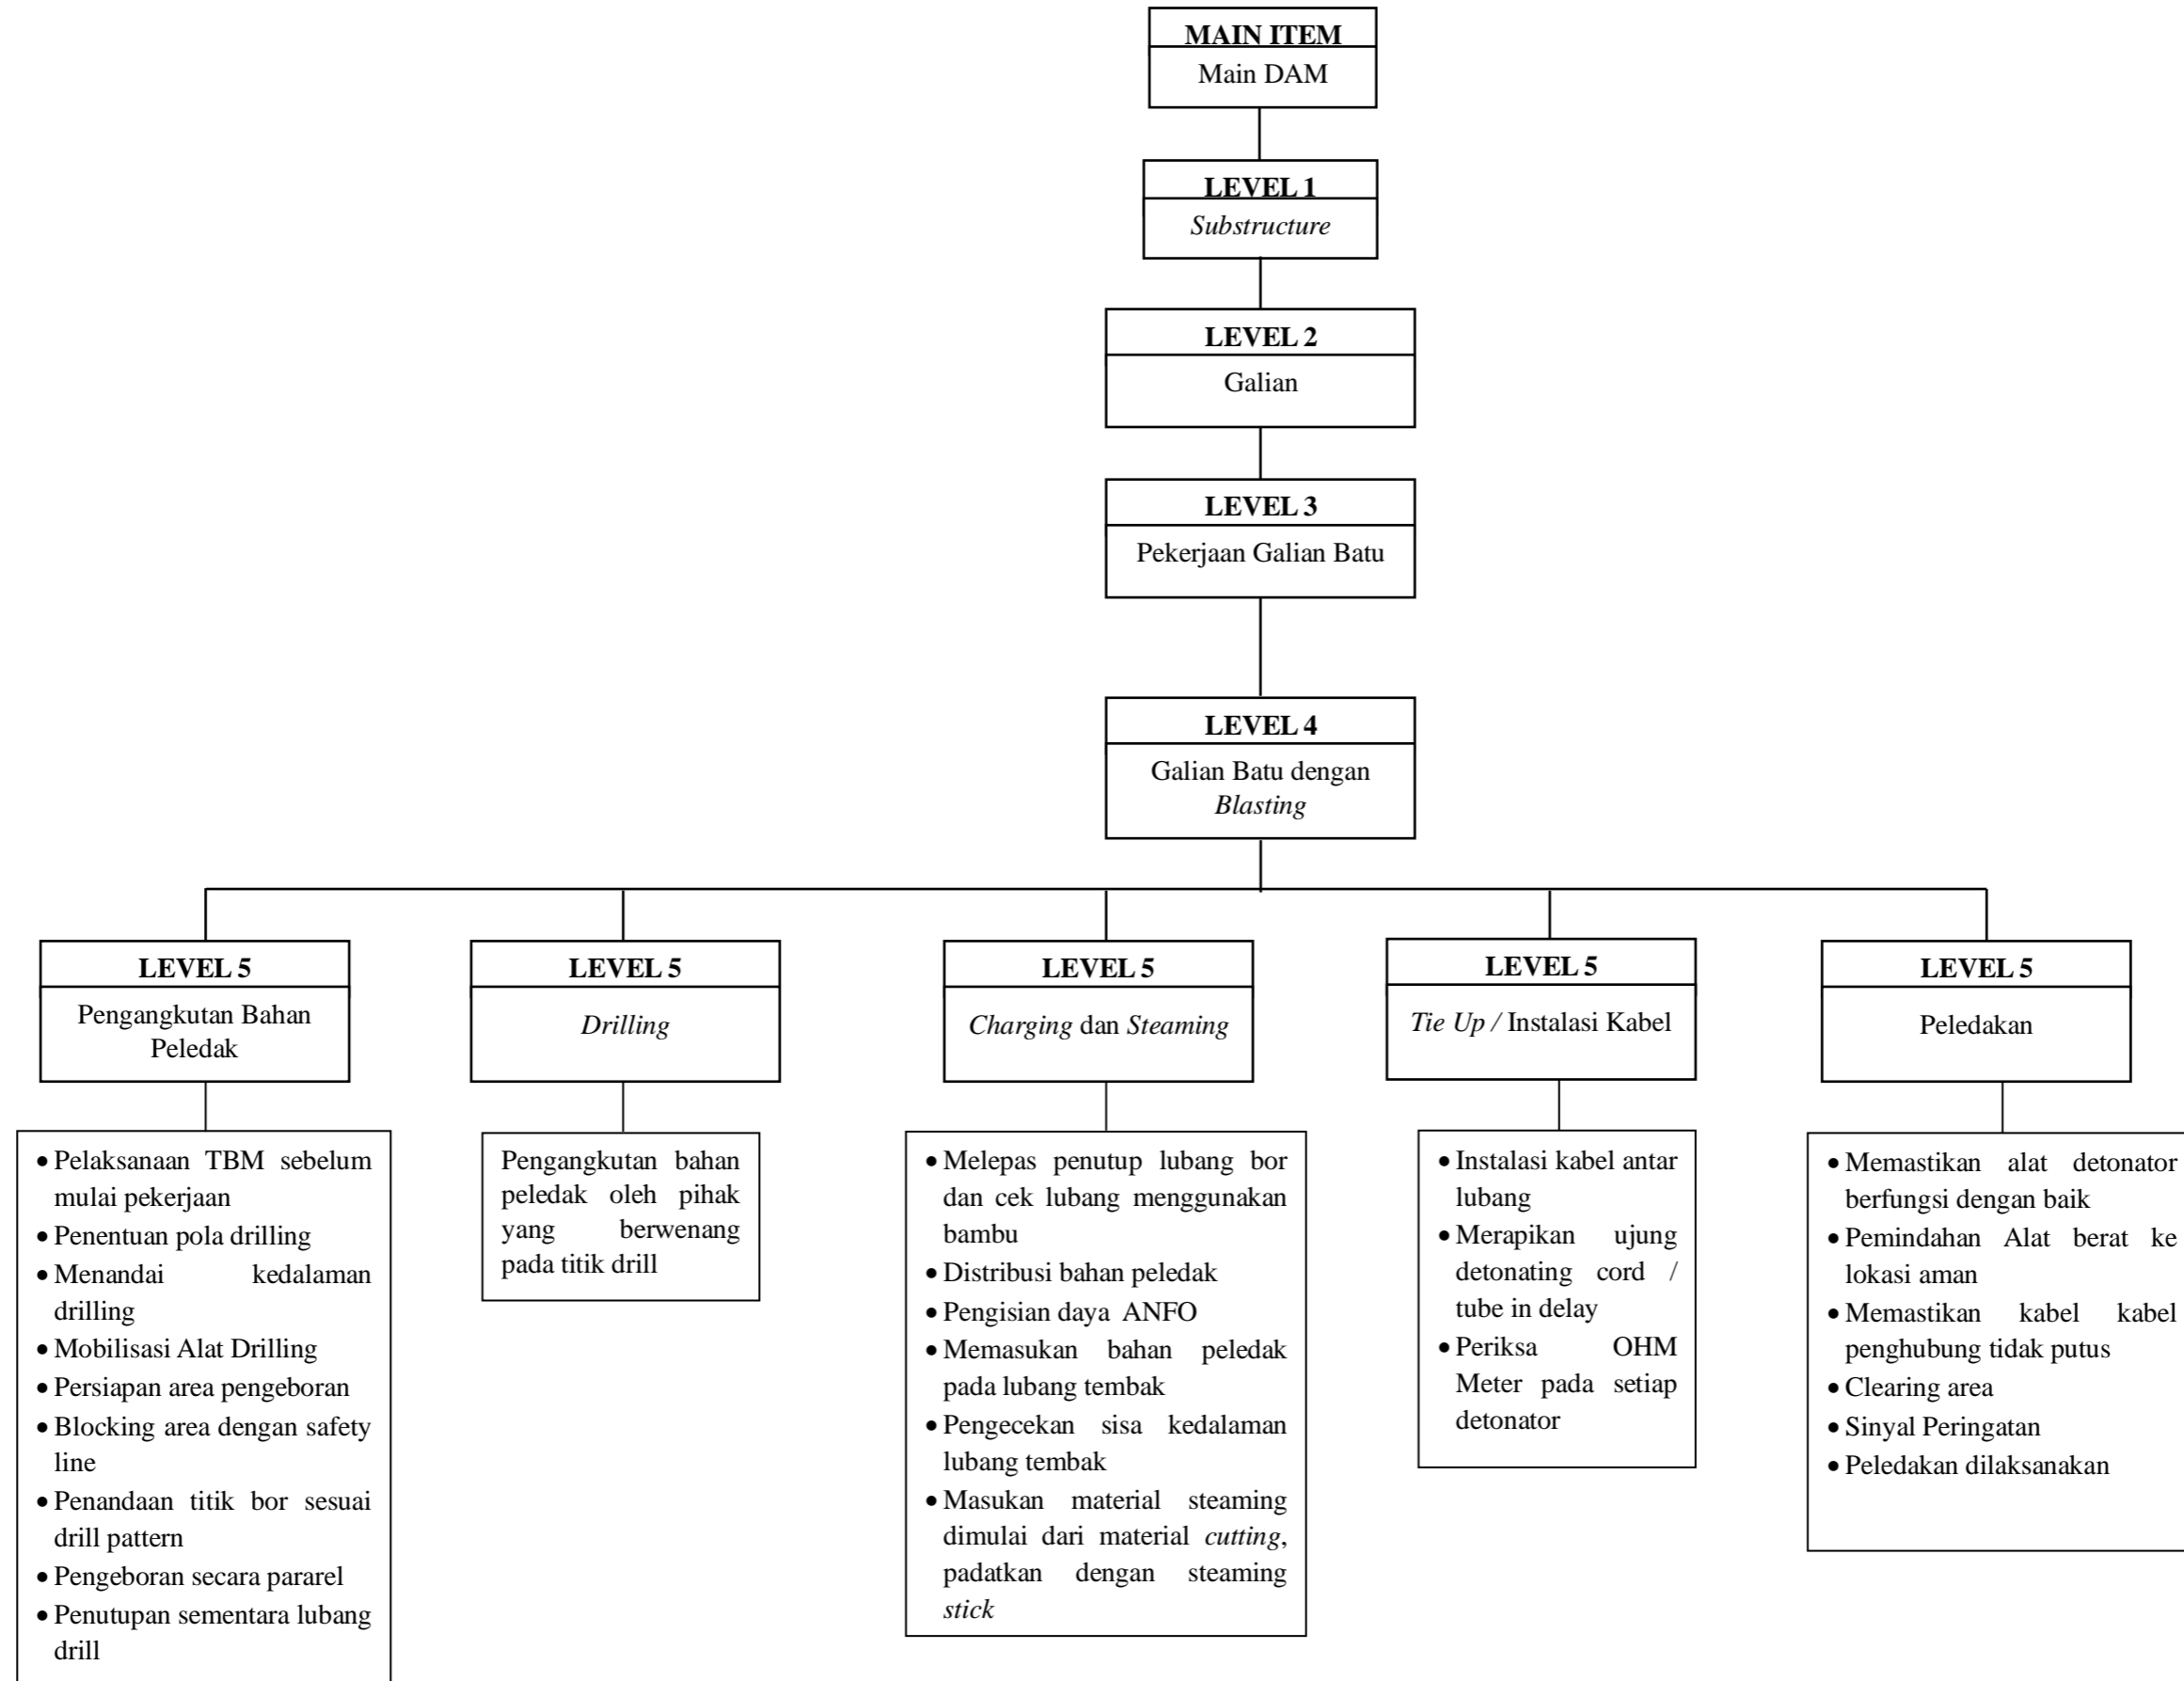 MAIN ITEM
Main DAM
LEVEL 1
Substructure
LEVEL 2
Galian
LEVEL 3
Pekerjaan Galian Batu
LEVEL 4
Galian Batu dengan
Blasting
LEVEL 5
Pengangkutan Bahan
Peledak
• Pelaksanaan TBM sebelum
mulai pekerjaan
• Penentuan pola drilling
• Menandai kedalaman
drilling
• Mobilisasi Alat Drilling
• Persiapan area pengeboran
• Blocking area dengan safety
line
• Penandaan titik bor sesuai
drill pattern
• Pengeboran secara pararel
• Penutupan sementara lubang
drill
LEVEL 5
Drilling
Pengangkutan bahan
peledak oleh pihak
yang berwenang
pada titik drill
LEVEL 5
Charging dan Steaming
• Melepas penutup lubang bor
dan cek lubang menggunakan
bambu
• Distribusi bahan peledak
• Pengisian daya ANFO
• Memasukan bahan peledak
pada lubang tembak
• Pengecekan sisa kedalaman
lubang tembak
• Masukan material steaming
dimulai dari material cutting,
padatkan dengan steaming
stick
LEVEL 5
Tie Up / Instalasi Kabel
• Instalasi kabel antar
lubang
• Merapikan ujung
detonating cord /
tube in delay
• Periksa OHM
Meter pada setiap
detonator
LEVEL 5
Peledakan
• Memastikan alat detonator
berfungsi dengan baik
• Pemindahan Alat berat ke
lokasi aman
• Memastikan kabel kabel
penghubung tidak putus
• Clearing area
• Sinyal Peringatan
• Peledakan dilaksanakan